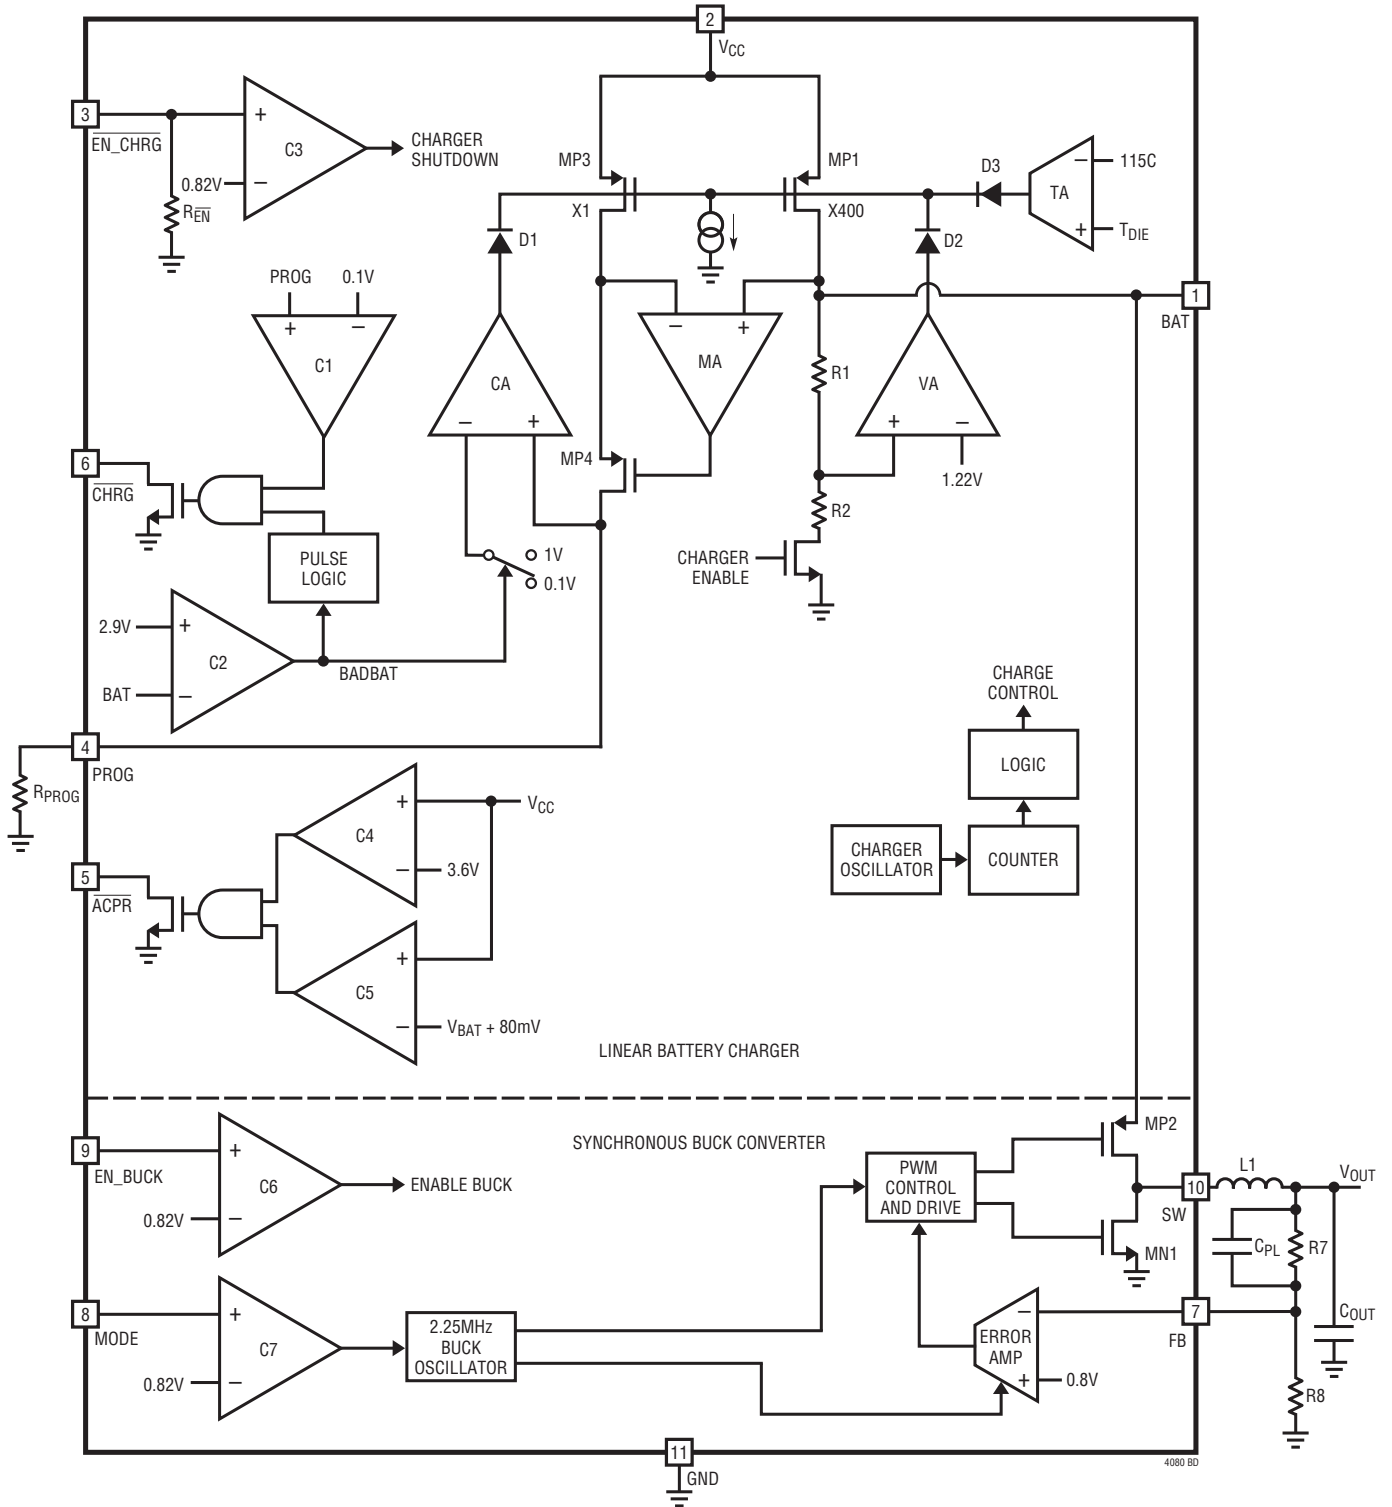 2
VCC
3
EN_CHRG
+
C3
CHARGER
SHUTDOWN
0.82V
–
REN
MP3
X1
MP1
X400
D3
TA
–
115C
+
TDIE
D1
D2
PROG
0.1V
+
–
C1
1
BAT
–
+
MA
CA
–
+
R1
VA
+
–
1.22V
6
CHRG
MP4
R2
PULSE
LOGIC
1V
0.1V
CHARGER
ENABLE
2.9V
+
C2
BAT
–
BADBAT
CHARGE
CONTROL
LOGIC
4
PROG
RPROG
+
C4
VCC
–
3.6V
CHARGER
OSCILLATOR
COUNTER
5
ACPR
+
C5
–
VBAT + 80mV
LINEAR BATTERY CHARGER
9
EN_BUCK
+
C6
ENABLE BUCK
0.82V
–
SYNCHRONOUS BUCK CONVERTER
PWM
CONTROL
AND DRIVE
MP2
10
SW
L1
VOUT
MN1
CPL
R7
8
MODE
+
C7
0.82V
–
2.25MHz
BUCK
OSCILLATOR
–
ERROR
AMP
+
0.8V
7
FB
COUT
R8
11
GND
4080 BD